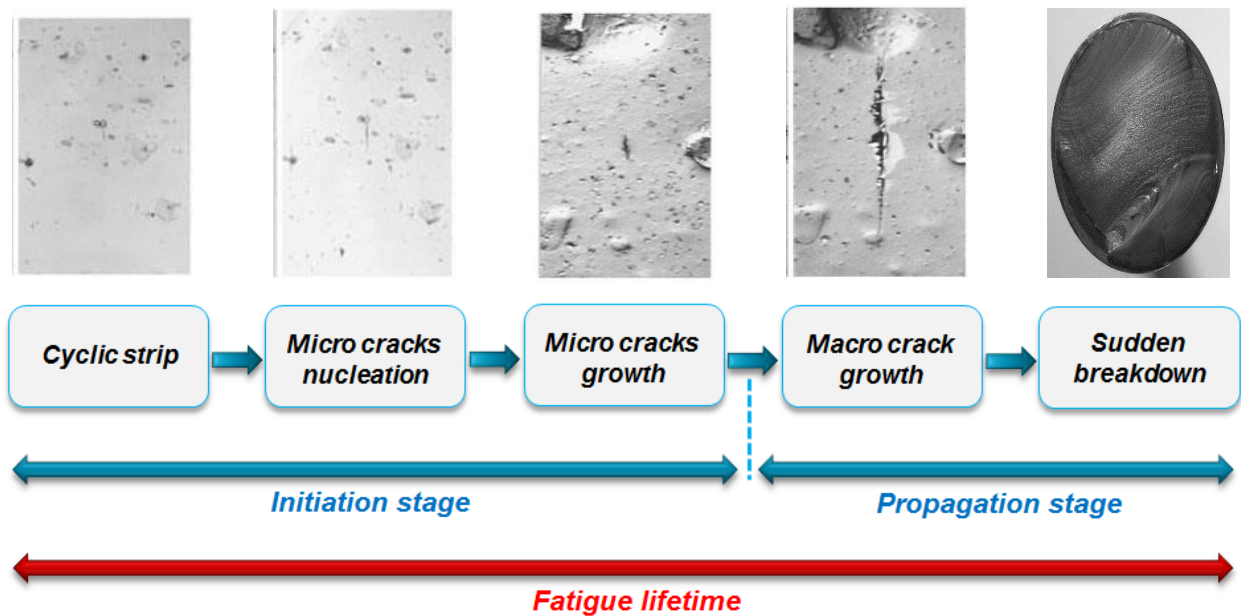 Cyclic strip
Micro cracks
nucleation
Micro cracks
growth
Macro crack
growth
Sudden
breakdown
Initiation stage
Propagation stage
Fatigue lifetime